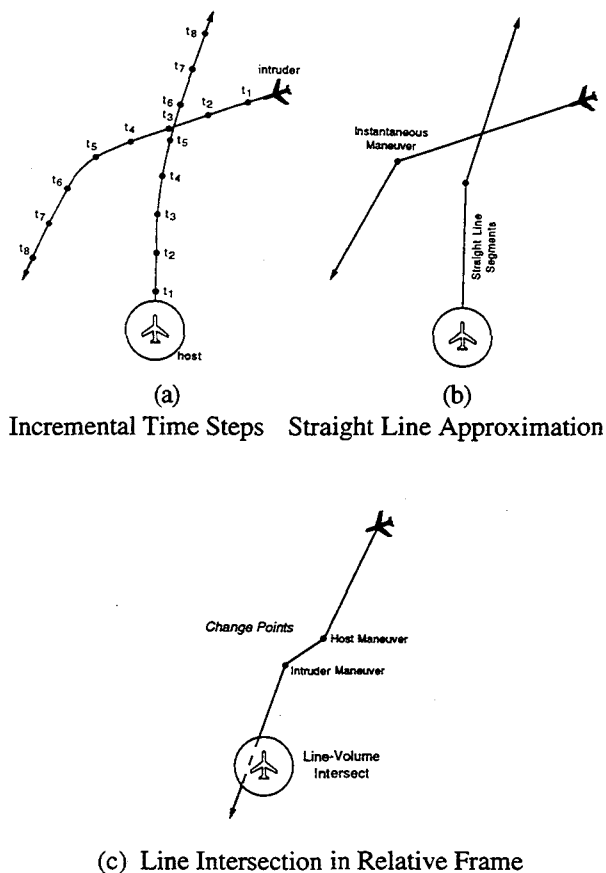 t8
t7
intruder
t6
t1
t2
t3
t4
t5
t5
t6
t4
t7
t3
t8
t2
t1
host
Instantaneous
Maneuver
Straight Line
Segments
(a)
(b)
Incremental Time Steps
Straight Line Approximation
Change Points
Host Maneuver
Intruder Maneuver
Line-Volume
Intersect
(c) Line Intersection in Relative Frame